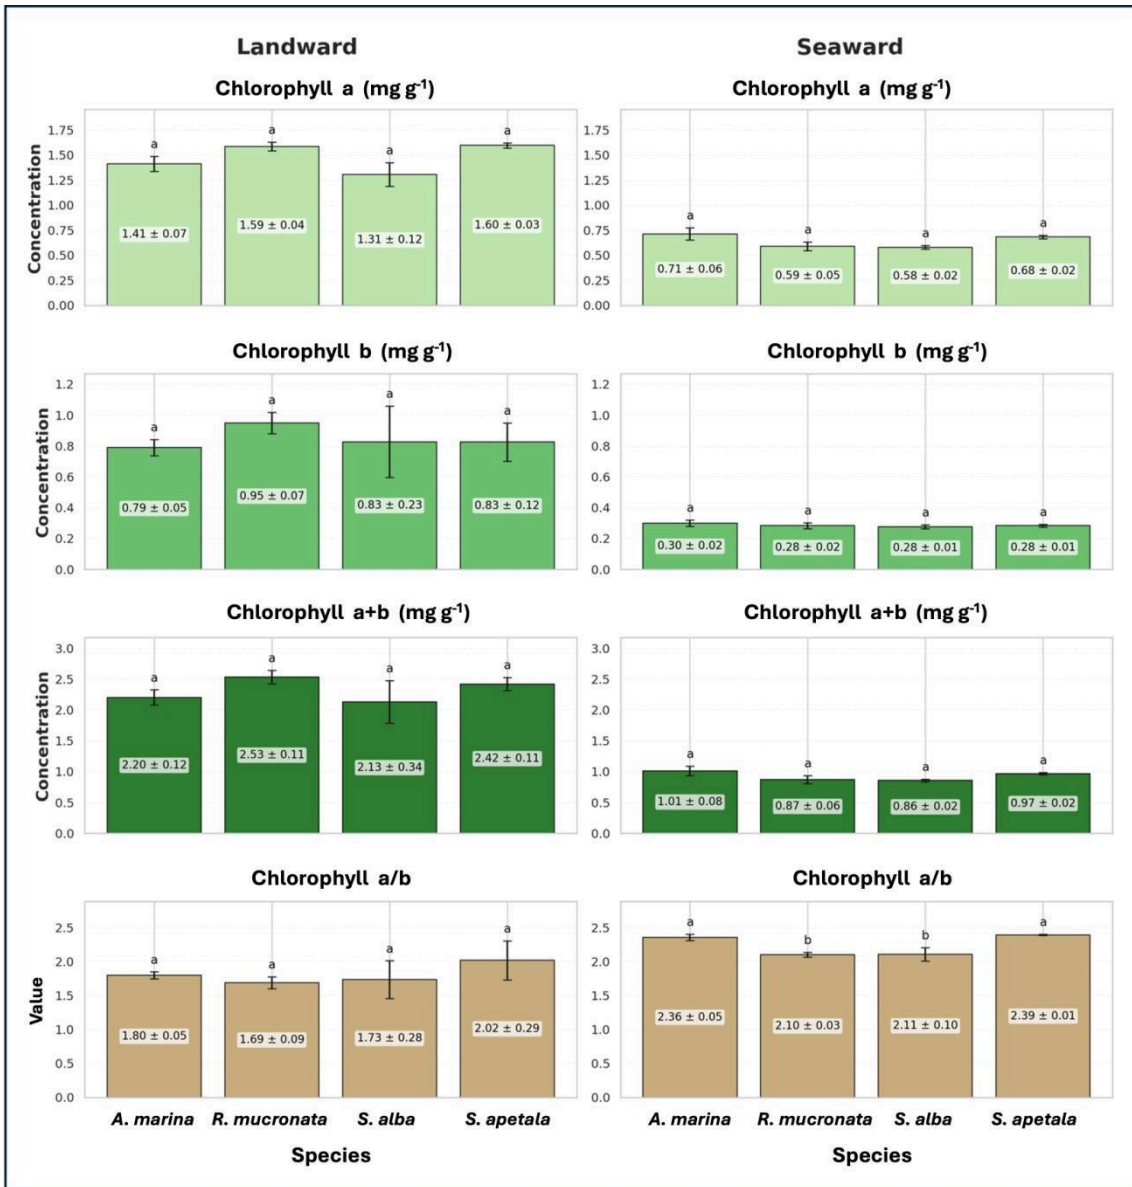 Landward
Seaward
Chlorophyll a (mg g⁻¹)
Chlorophyll a (mg g⁻¹)
Concentration
1.75
1.50
1.25
1.00
0.75
0.50
0.25
0.00
a
a
a
a
1.41 ± 0.07
1.59 ± 0.04
1.31 ± 0.12
1.60 ± 0.03
1.75
1.50
1.25
1.00
0.75
0.50
0.25
0.00
a
a
a
a
0.71 ± 0.06
0.59 ± 0.05
0.58 ± 0.02
0.68 ± 0.02
Chlorophyll b (mg g⁻¹)
Chlorophyll b (mg g⁻¹)
Concentration
1.2
1.0
0.8
0.6
0.4
0.2
0.0
a
a
a
a
0.79 ± 0.05
0.95 ± 0.07
0.83 ± 0.23
0.83 ± 0.12
1.2
1.0
0.8
0.6
0.4
0.2
0.0
a
a
a
a
0.30 ± 0.02
0.28 ± 0.02
0.28 ± 0.01
0.28 ± 0.01
Chlorophyll a+b (mg g⁻¹)
Chlorophyll a+b (mg g⁻¹)
Concentration
3.0
2.5
2.0
1.5
1.0
0.5
0.0
a
a
a
a
2.20 ± 0.12
2.53 ± 0.11
2.13 ± 0.34
2.42 ± 0.11
3.0
2.5
2.0
1.5
1.0
0.5
0.0
a
a
a
a
1.01 ± 0.08
0.87 ± 0.06
0.86 ± 0.02
0.97 ± 0.02
Chlorophyll a/b
Chlorophyll a/b
Value
2.5
2.0
1.5
1.0
0.5
0.0
a
a
a
a
1.80 ± 0.05
1.69 ± 0.09
1.73 ± 0.28
2.02 ± 0.29
2.5
2.0
1.5
1.0
0.5
0.0
a
b
b
a
2.36 ± 0.05
2.10 ± 0.03
2.11 ± 0.10
2.39 ± 0.01
A. marina
R. mucronata
S. alba
S. apetala
A. marina
R. mucronata
S. alba
S. apetala
Species
Species